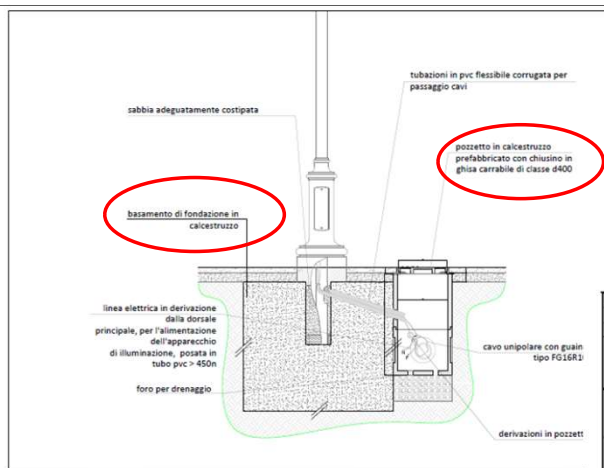 tubazioni in pvc flessibile corrugata per
passaggio cavi
sabbia adeguatamente costipata
pozzetto in calcestruzzo
prefabbricato con chiusino in
ghisa carrabile di classe d400
basamento di fondazione in
calcestruzzo
linea elettrica in derivazione
dalla dorsale
principale, per l'alimentazione
dell'apparecchio
di illuminazione, posata in
tubo pvc > 450n
cavo unipolare con guain
tipo FG16R1
foro per drenaggio
derivazioni in pozzett